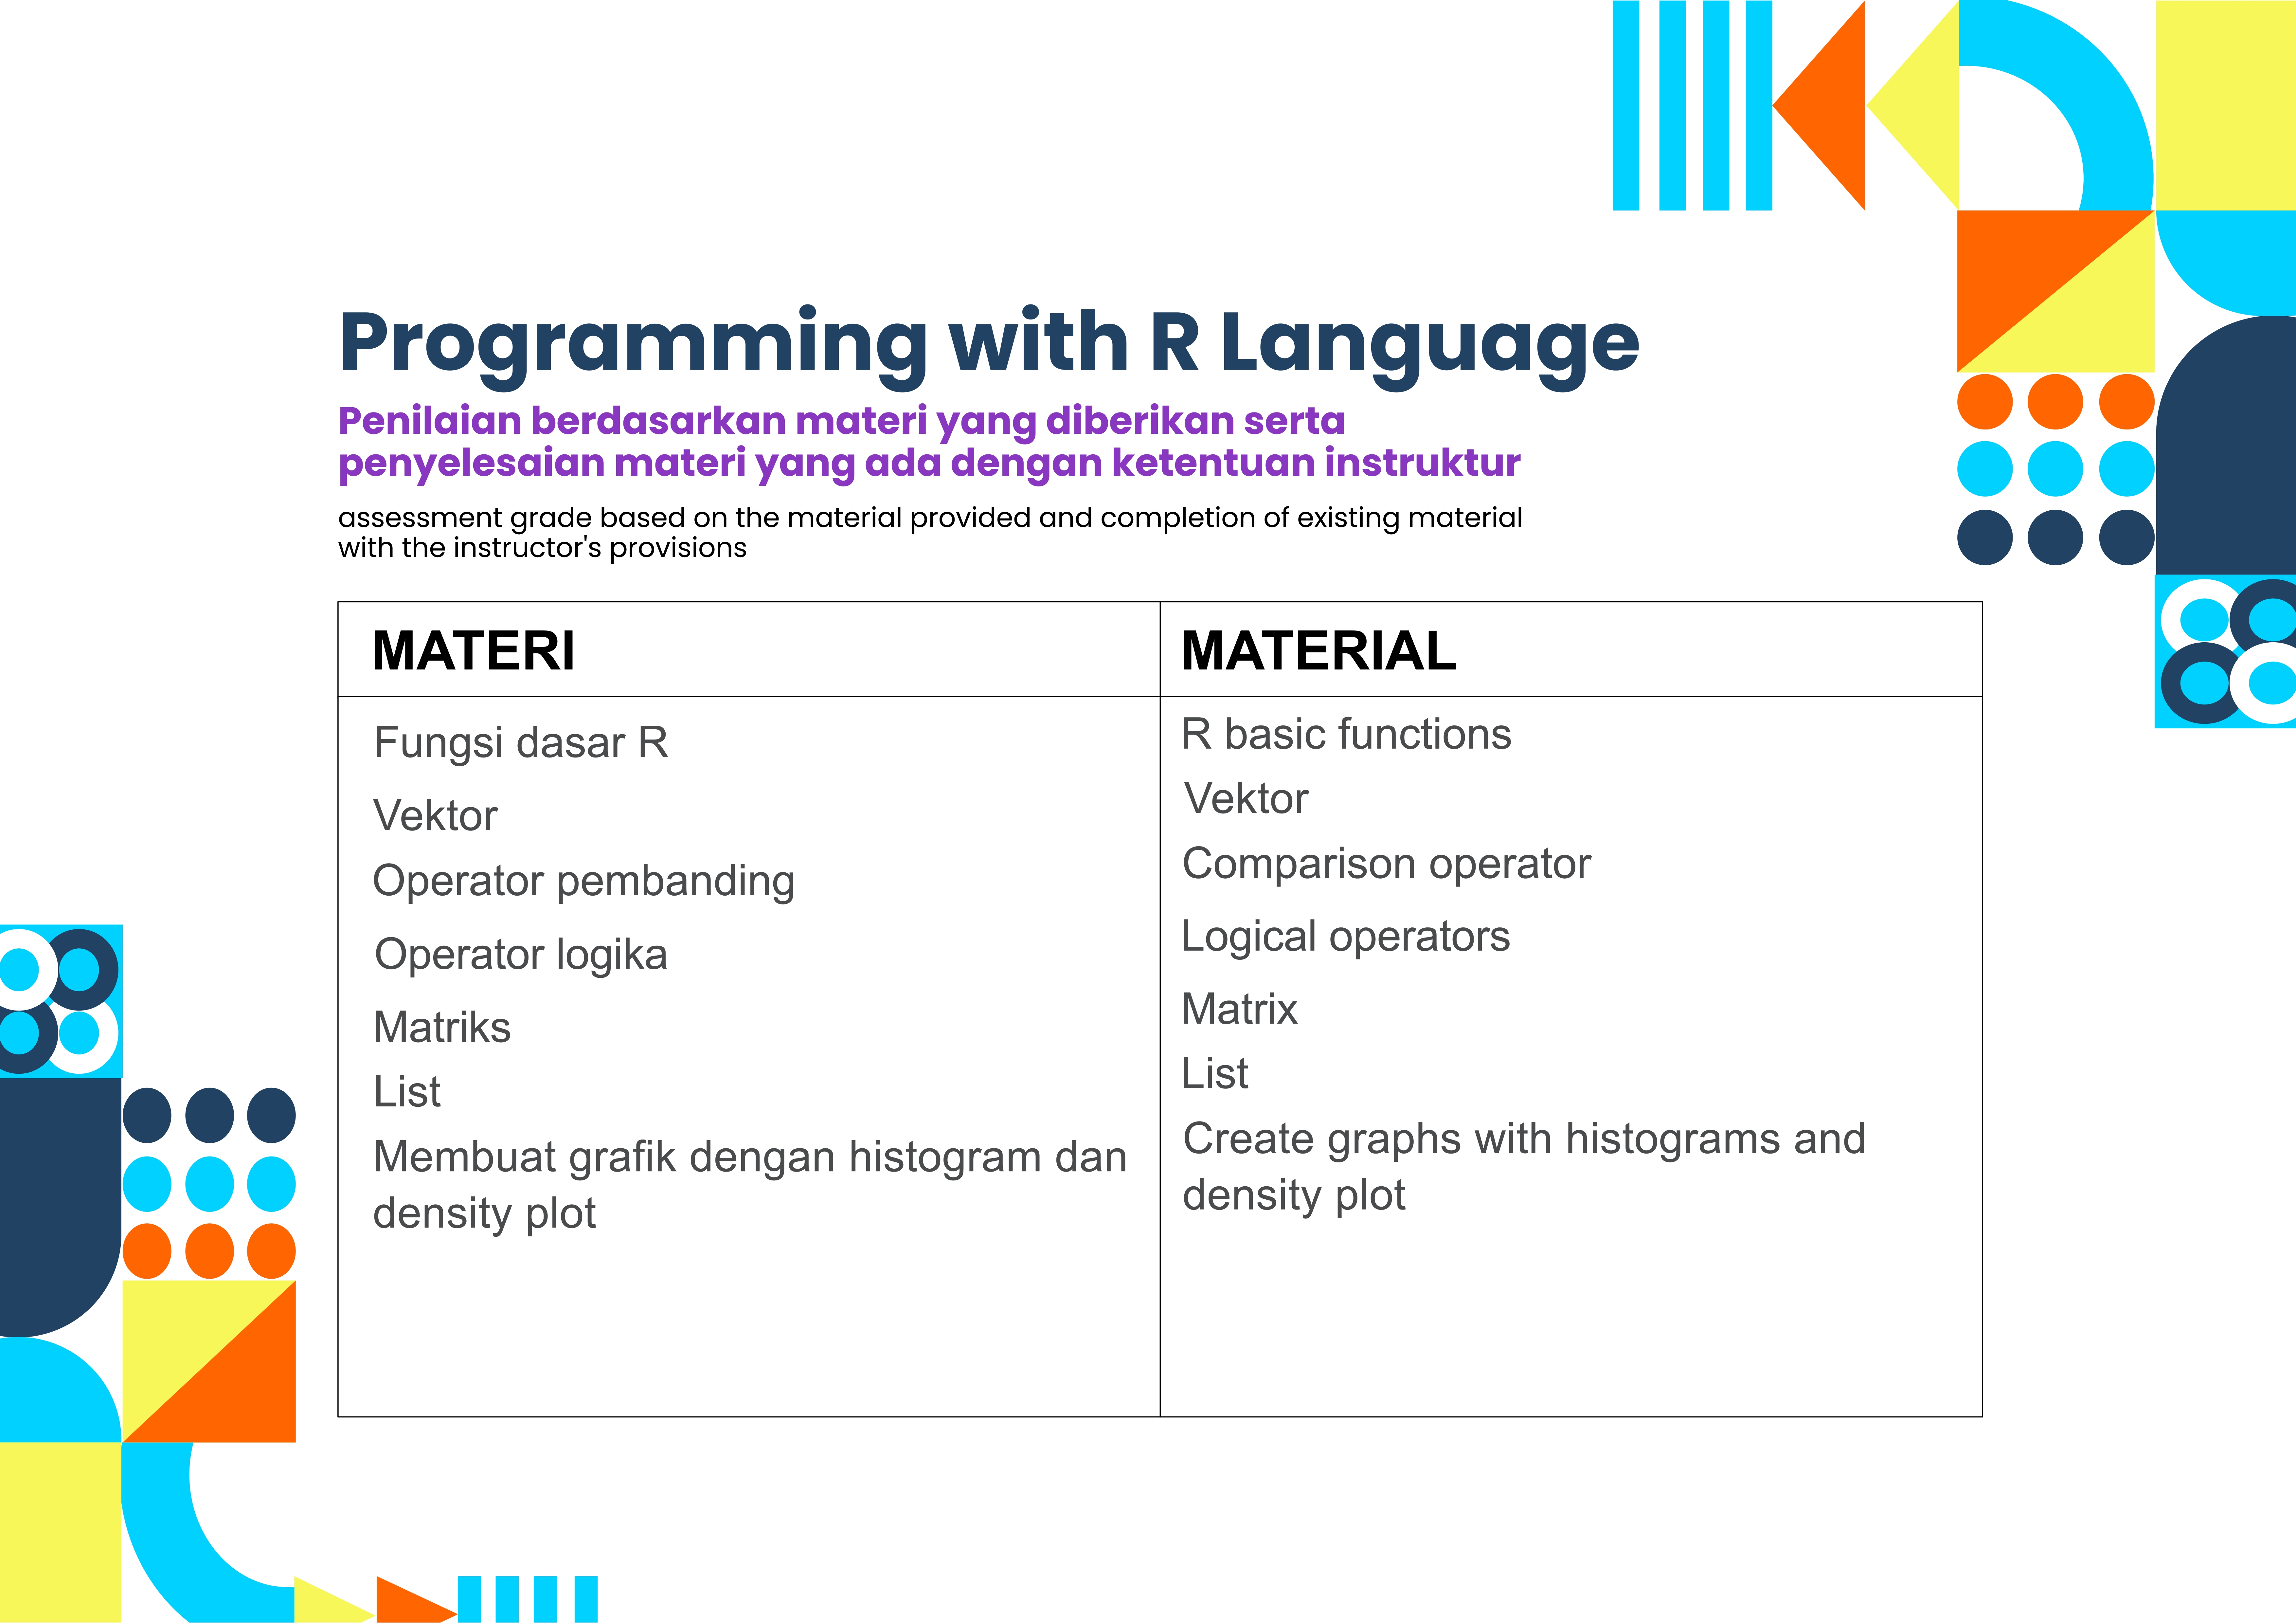 Programming with R Language
Penilaian berdasarkan materi yang diberikan serta
penyelesaian materi yang ada dengan ketentuan instruktur
assessment grade based on the material provided and completion of existing material
with the instructor's provisions
MATERI
Fungsi dasar R
Vektor
Operator pembanding
Operator logika
Matriks
List
Membuat grafik dengan histogram dan
density plot
MATERIAL
R basic functions
Vektor
Comparison operator
Logical operators
Matrix
List
Create graphs with histograms and
density plot